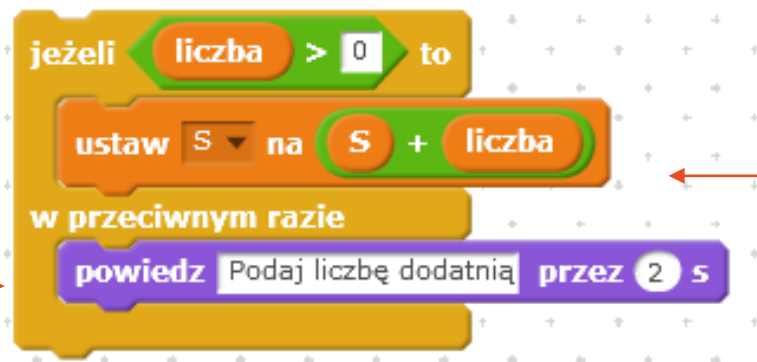 jeżeli liczba > 0 to
ustaw S na S + liczba
w przeciwnym razie
powiedz Podaj liczbę dodatnią przez 2 s